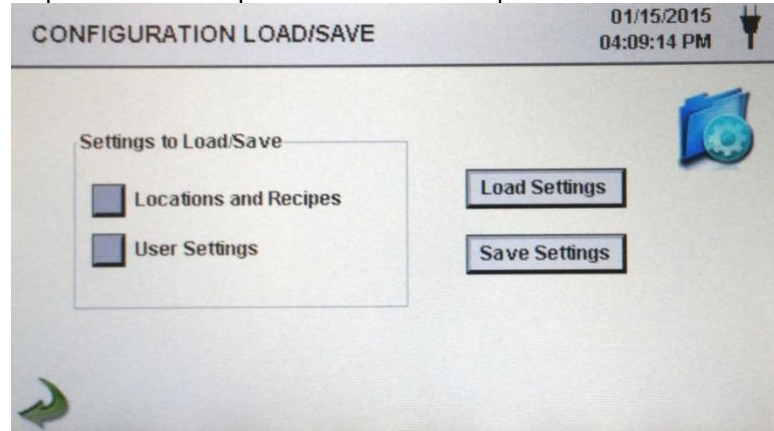 CONFIGURATION LOAD/SAVE
01/15/2015
04:09:14 PM
Settings to Load/Save
Locations and Recipes
User Settings
Load Settings
Save Settings